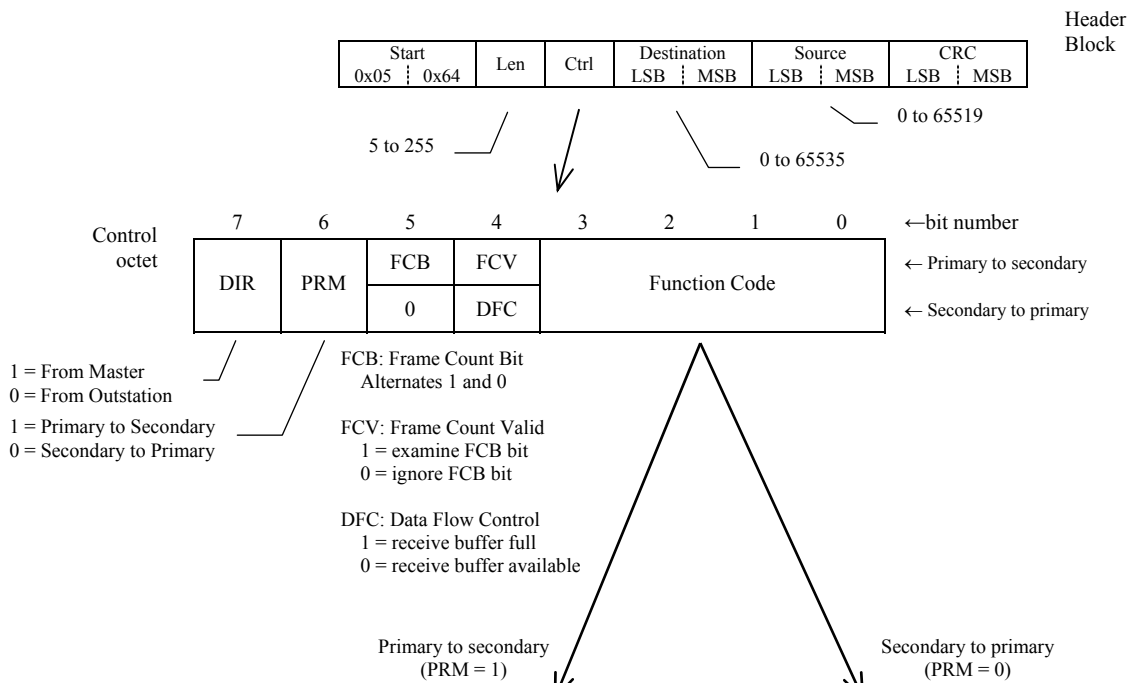 Header
Block
Start Len Ctrl Destination Source CRC
0x05 0x64 LSB MSB LSB MSB LSB MSB
5 to 255
0 to 65519
0 to 65535
Control
octet
7 6 5 4 3 2 1 0 ←bit number
DIR PRM FCB FCV Function Code ← Primary to secondary
0 DFC ← Secondary to primary
1 = From Master
0 = From Outstation
1 = Primary to Secondary
0 = Secondary to Primary
FCB: Frame Count Bit
Alternates 1 and 0
FCV: Frame Count Valid
1 = examine FCB bit
0 = ignore FCB bit
DFC: Data Flow Control
1 = receive buffer full
0 = receive buffer available
Primary to secondary
(PRM = 1)
Secondary to primary
(PRM = 0)